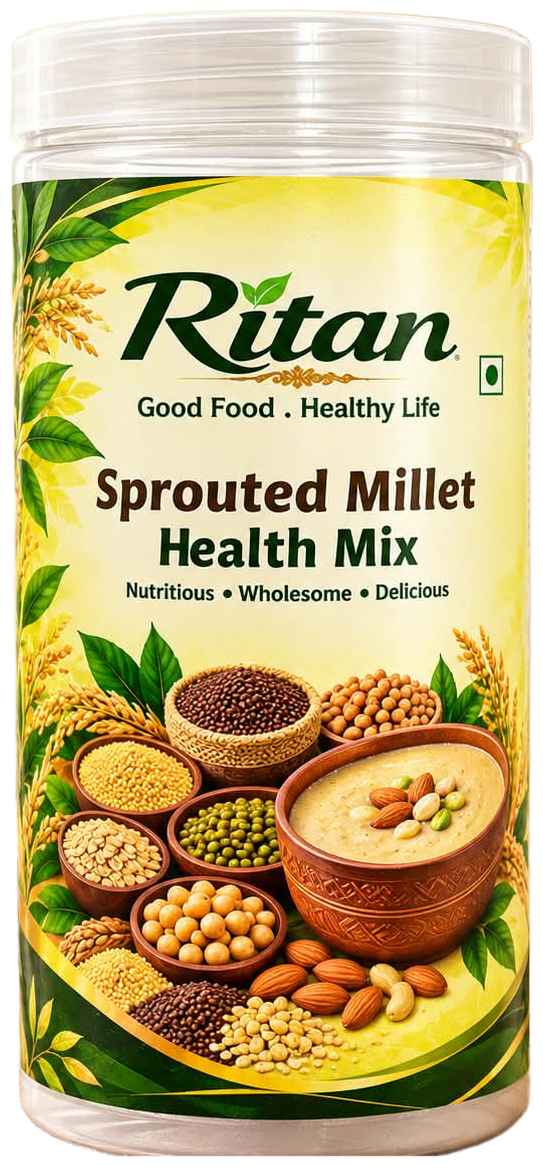 Ritan
Good Food . Healthy Life
Sprouted Millet
Health Mix
Nutritious • Wholesome • Delicious